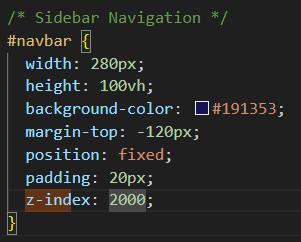 /* Sidebar Navigation */
#navbar {
  width: 280px;
  height: 100vh;
  background-color: #191353;
  margin-top: -120px;
  position: fixed;
  padding: 20px;
  z-index: 2000;
}